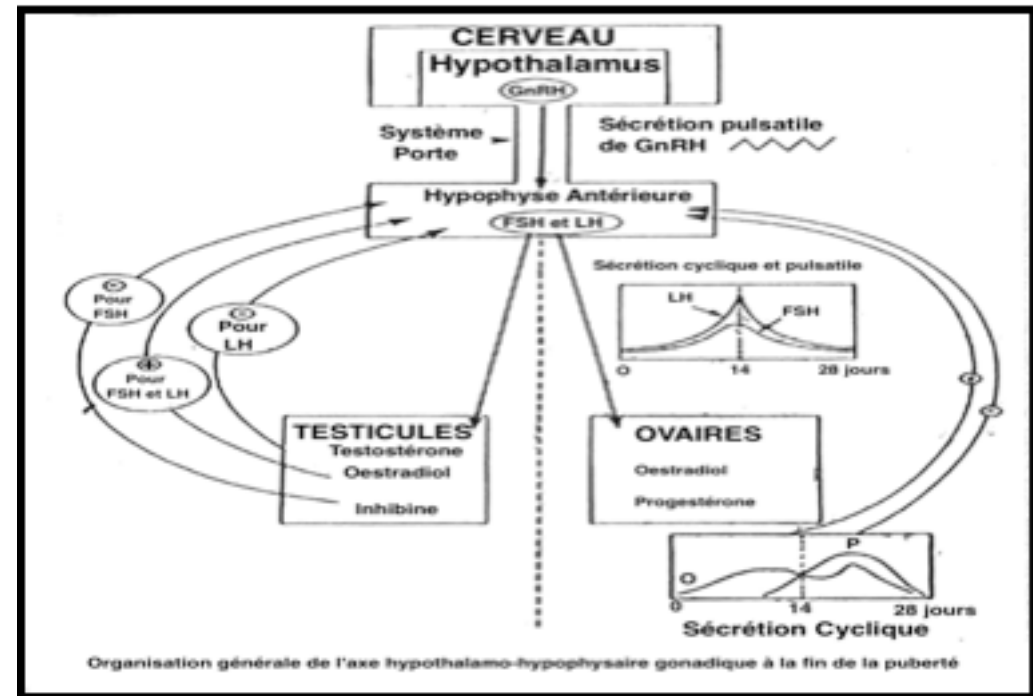 CERVEAU
Hypothalamus
GnRH
Système
Porte
Sécrétion pulsatile
de GnRH
Hypophyse Antérieure
FSH et LH
Sécrétion cyclique et pulsatile
LH
FSH
O
14
28 jours
Pour
FSH
Pour
LH
+
Pour
FSH et LH
TESTICULES
Testostérone
Oestradiol
Inhibine
OVAIRES
Oestradiol
Progestérone
P
O
0
14
28 jours
Sécrétion Cyclique
Organisation générale de l'axe hypothalamo-hypophysaire gonadique à la fin de la puberté